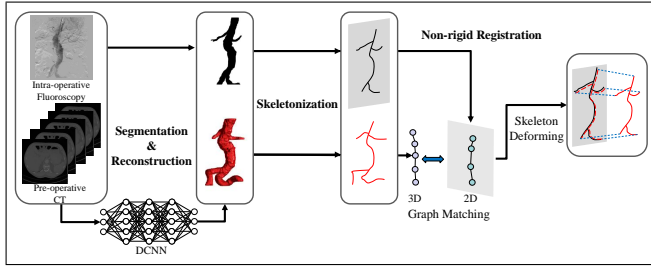 Intra-operative
Fluoroscopy
Pre-operative
CT
Segmentation
&
Reconstruction
DCNN
Skeletonization
Non-rigid Registration
3D
2D
Graph Matching
Skeleton
Deforming